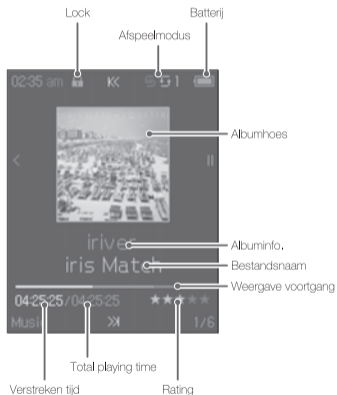 Lock
Batterij
Afspeelmodus
02:35 am
1
Albumhoes
iriver
Albuminfo.
iris Match
Bestandsnaam
Weergave voortgang
04:25:25/04:25:25
Music
1/6
Total playing time
Verstreken tijd
Rating